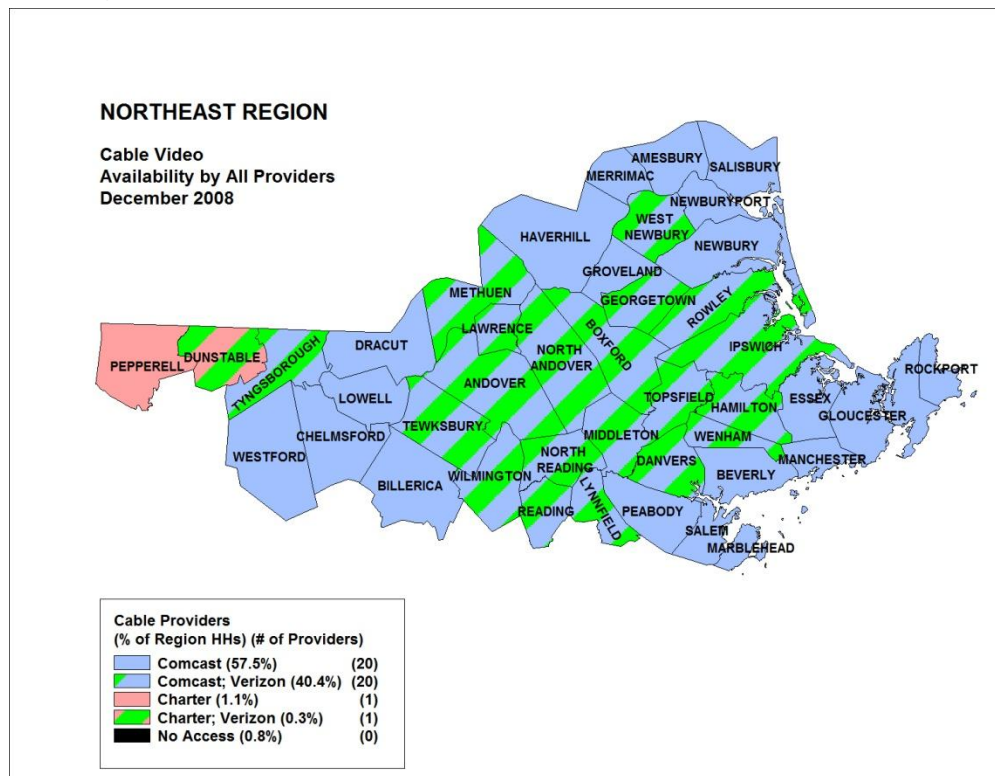 NORTHEAST REGION
Cable Video
Availability by All Providers
December 2008
AMESBURY
SALISBURY
MERRIMAC
NEWBURYPORT
WEST
NEWBURY
HAVERHILL
NEWBURY
GROVELAND
METHUEN
GEORGETOWN
ROWLEY
LAWRENCE
BOXFORD
IPSWICH
DRACUT
NORTH
ANDOVER
PEPPERELL
DUNSTABLE
TYNGSBOROUGH
ANDOVER
ROCKPORT
LOWELL
TOPSFIELD
ESSEX
HAMILTON
GLOUCESTER
TEWKSBURY
CHELMSFORD
MIDDLETON
WENHAM
WESTFORD
NORTH
READING
DANVERS
MANCHESTER
BILLERICA
WILMINGTON
BEVERLY
LYNNFIELD
READING
PEABODY
SALEM
MARBLEHEAD
Cable Providers
(% of Region HHs) (# of Providers)
Comcast (57.5%) (20)
Comcast; Verizon (40.4%) (20)
Charter (1.1%) (1)
Charter; Verizon (0.3%) (1)
No Access (0.8%) (0)